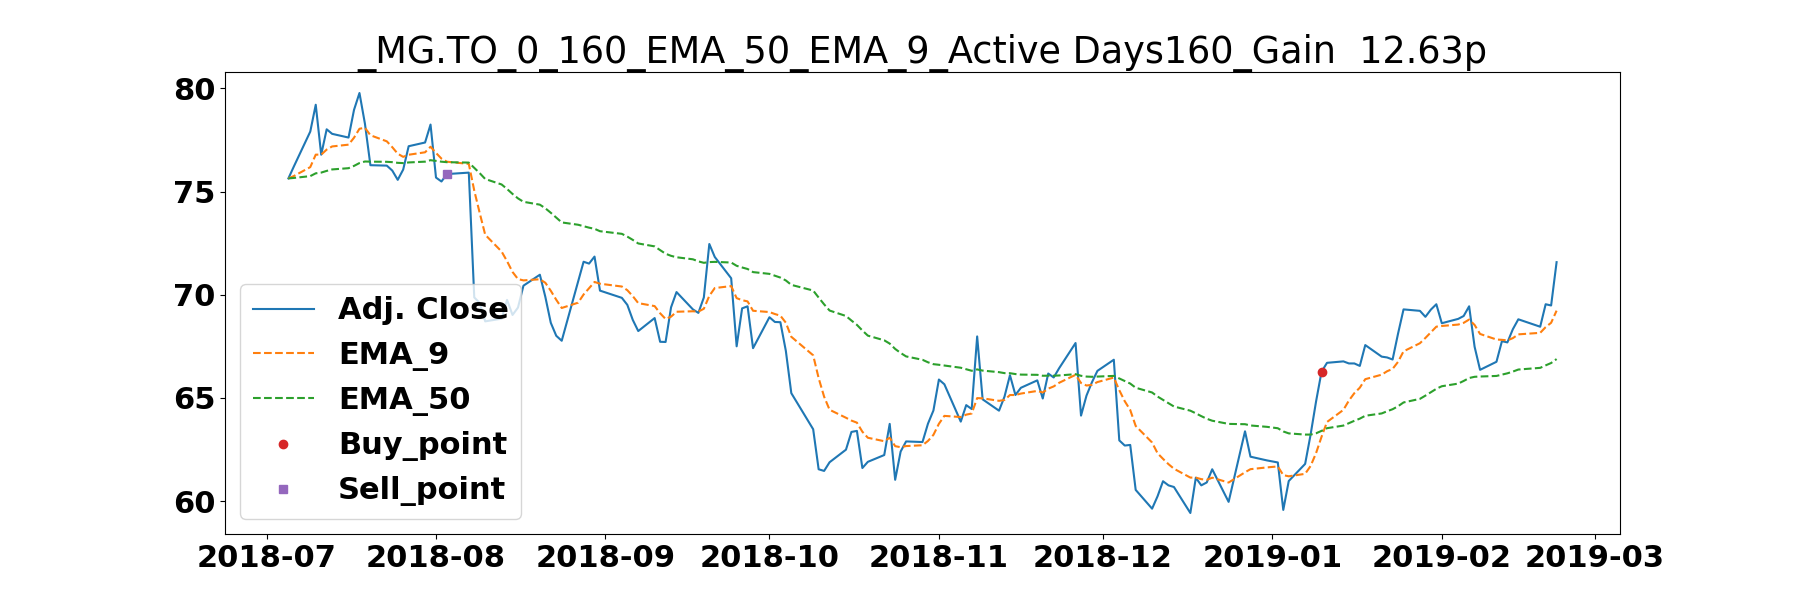 _MG.TO_0_160_EMA_50_EMA_9_Active Days160_Gain  12.63p
80
75
70
65
60
Adj. Close
EMA_9
EMA_50
Buy_point
Sell_point
2018-07 2018-08 2018-09 2018-10 2018-11 2018-12 2019-01 2019-02 2019-03